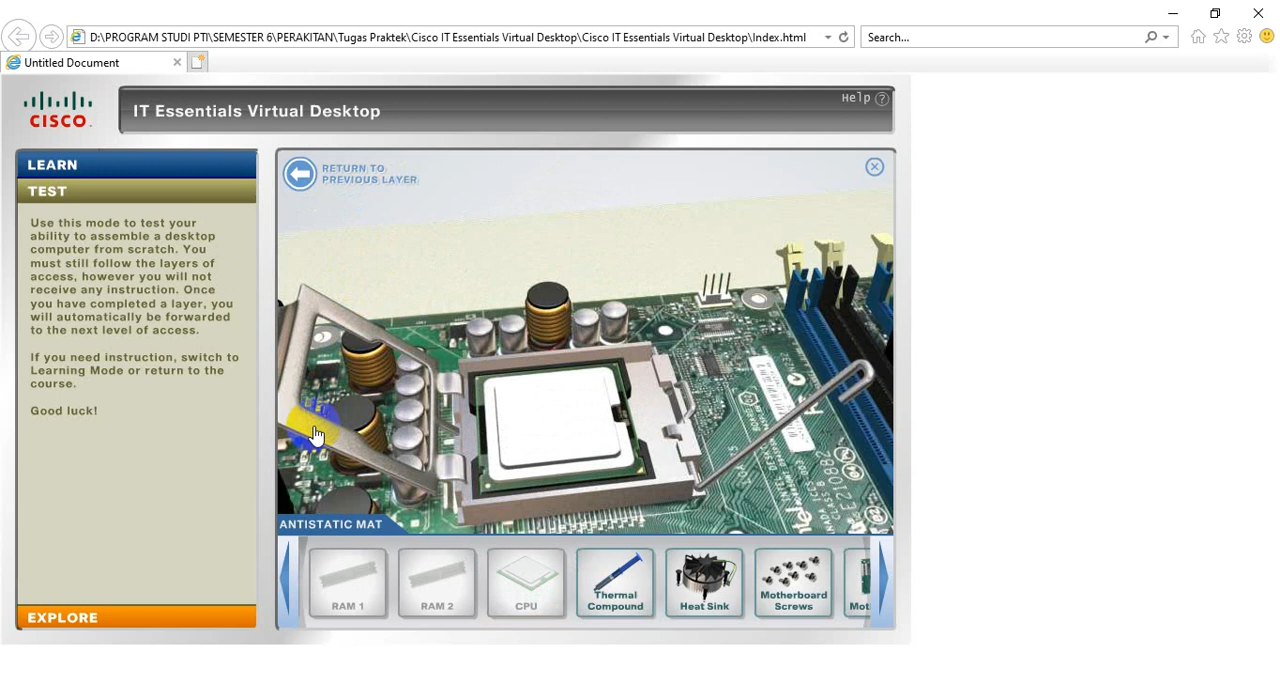 D:\PROGRAM STUDI PTI\SEMESTER 6\PERAKITAN\Tugas Praktek\Cisco IT Essentials Virtual Desktop\Cisco IT Essentials Virtual Desktop\Index.html
Search...
Untitled Document
CISCO
IT Essentials Virtual Desktop
Help ?
LEARN
TEST
Use this mode to test your
ability to assemble a desktop
computer from scratch. You
must still follow the layers of
access, however you will not
receive any instruction. Once
you have completed a layer, you
will automatically be forwarded
to the next level of access.
If you need instruction, switch to
Learning Mode or return to the
course.
Good luck!
EXPLORE
RETURN TO
PREVIOUS LAYER
ANTISTATIC MAT
RAM 1
RAM 2
CPU
Thermal
Compound
Heat Sink
Motherboard
Screws
Mot